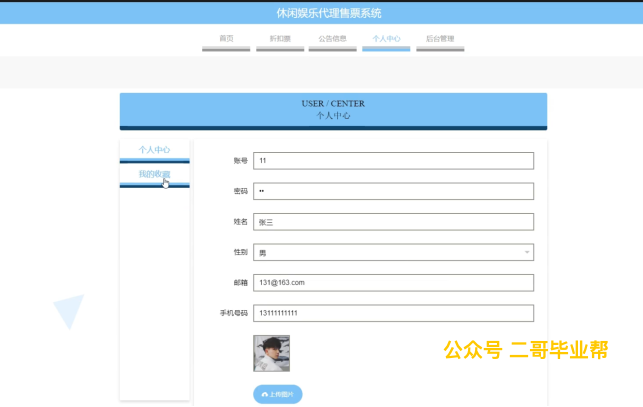 休闲娱乐代理售票系统
首页 折扣票 公告信息 个人中心 后台管理
USER / CENTER
个人中心
个人中心
我的收藏
账号 11
密码 ••
姓名 张三
性别 男
邮箱 131@163.com
手机号码 13111111111
公众号 二哥毕业帮
上传图片